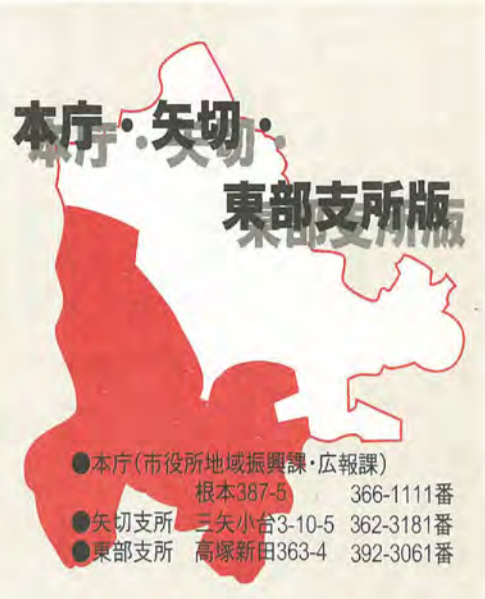 本庁・矢切・
東部支所版
●本庁(市役所地域振興課・広報課)
根本387-5 366-1111番
●矢切支所 三矢小台3-10-5 362-3181番
●東部支所 高塚新田363-4 392-3061番